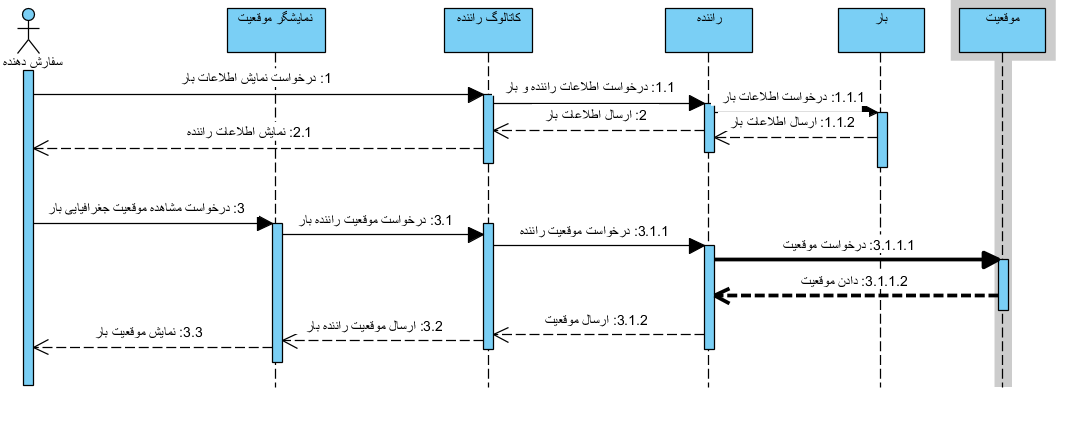 سفارش دهنده
نمایشگر موقعیت
کاتالوگ راننده
راننده
بار
موقعیت
1: درخواست نمایش اطلاعات بار
1.1: درخواست اطلاعات راننده و بار
1.1.1: درخواست اطلاعات بار
1.1.2: ارسال اطلاعات بار
2: ارسال اطلاعات بار
2.1: نمایش اطلاعات راننده
3: درخواست مشاهده موقعیت جغرافیایی بار
3.1: درخواست موقعیت راننده بار
3.1.1: درخواست موقعیت راننده
3.1.1.1: درخواست موقعیت
3.1.1.2: دادن موقعیت
3.1.2: ارسال موقعیت
3.2: ارسال موقعیت راننده بار
3.3: نمایش موقعیت بار